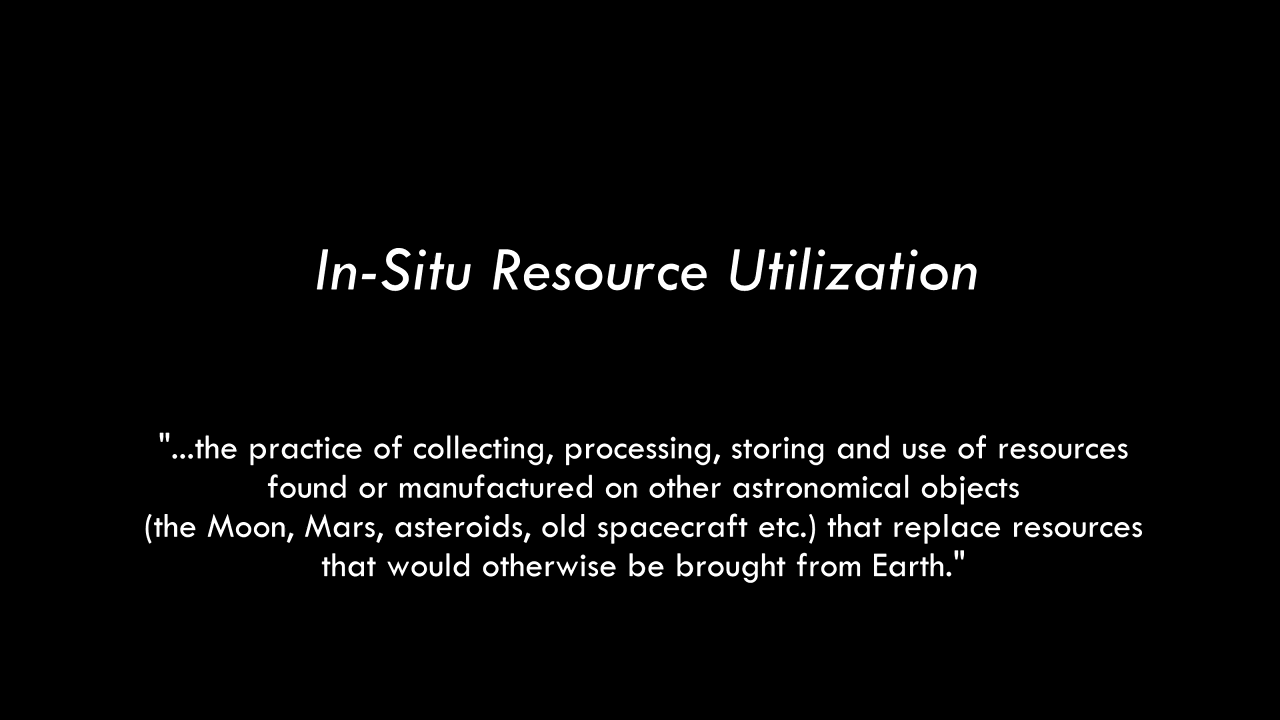 In-Situ Resource Utilization
"...the practice of collecting, processing, storing and use of resources
found or manufactured on other astronomical objects
(the Moon, Mars, asteroids, old spacecraft etc.) that replace resources
that would otherwise be brought from Earth."